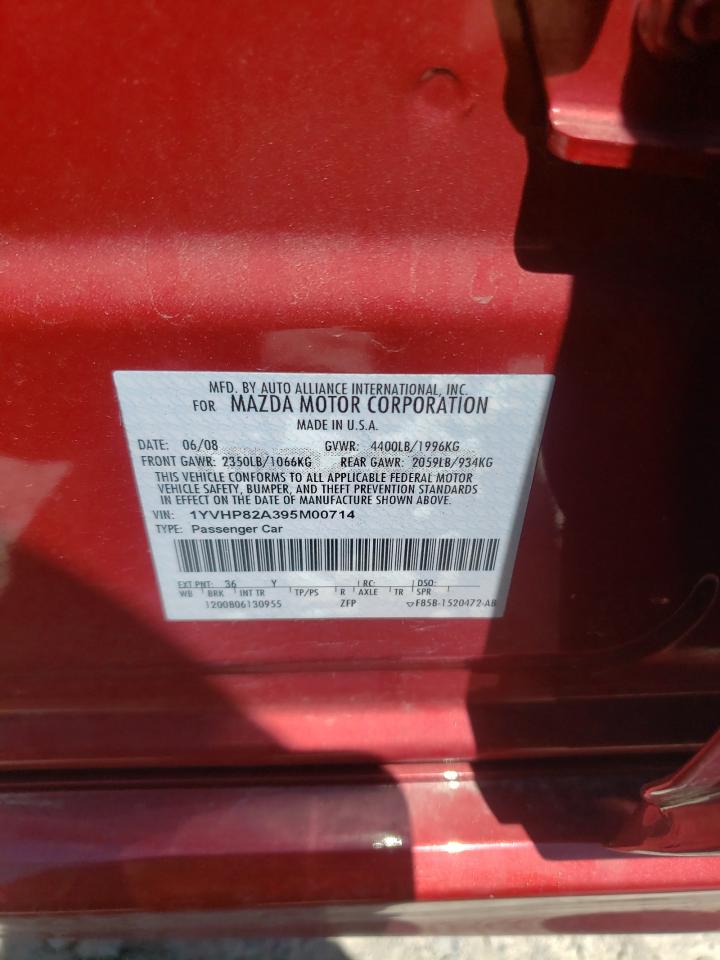 MFD. BY AUTO ALLIANCE INTERNATIONAL, INC.
FOR MAZDA MOTOR CORPORATION
MADE IN U.S.A.
DATE: 06/08 GVWR: 4400LB/1996KG
FRONT GAWR: 2350LB/1066KG REAR GAWR: 2059LB/934KG
THIS VEHICLE CONFORMS TO ALL APPLICABLE FEDERAL MOTOR
VEHICLE SAFETY, BUMPER, AND THEFT PREVENTION STANDARDS
IN EFFECT ON THE DATE OF MANUFACTURE SHOWN ABOVE.
VIN: 1YVHP82A395M00714
TYPE: Passenger Car
EXT PNT: 36 Y RC: DSO:
WB BRK INT TR TP/PS R AXLE TR SPR
1200806130955 ZFP F85B-1520472-AB